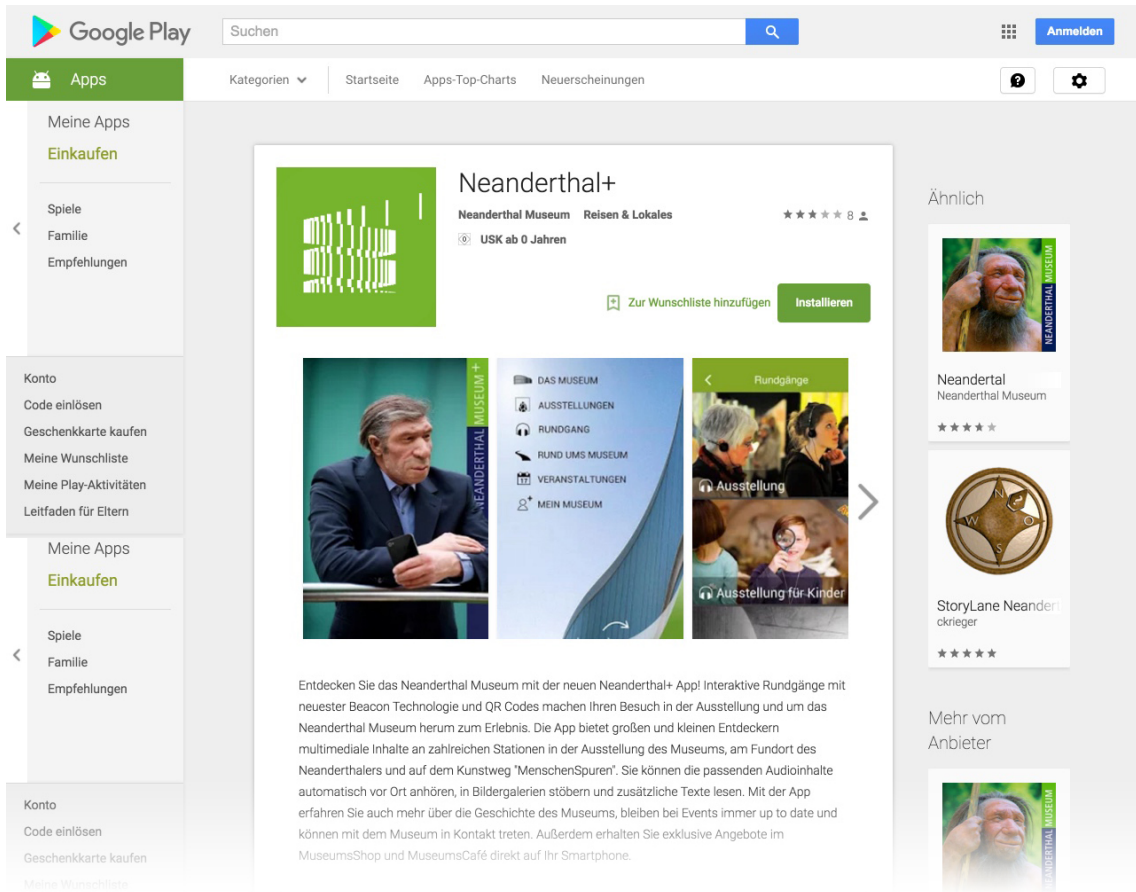 Google Play
Suchen
Anmelden
Apps
Kategorien
Startseite
Apps-Top-Charts
Neuerscheinungen
Meine Apps
Einkaufen
Spiele
Familie
Empfehlungen
Konto
Code einlösen
Geschenkkarte kaufen
Meine Wunschliste
Meine Play-Aktivitäten
Leitfaden für Eltern
Meine Apps
Einkaufen
Spiele
Familie
Empfehlungen
Konto
Code einlösen
Geschenkkarte kaufen
Meine Wunschliste
Neanderthal+
Neanderthal Museum Reisen & Lokales
8
0 USK ab 0 Jahren
Zur Wunschliste hinzufügen
Installieren
NEANDERTHAL MUSEUM+
DAS MUSEUM
AUSSTELLUNGEN
RUNDGANG
RUND UMS MUSEUM
17 VERANSTALTUNGEN
MEIN MUSEUM
Rundgänge
Ausstellung
Ausstellung für Kinder
Entdecken Sie das Neanderthal Museum mit der neuen Neanderthal+ App! Interaktive Rundgänge mit
neuester Beacon Technologie und QR Codes machen Ihren Besuch in der Ausstellung und um das
Neanderthal Museum herum zum Erlebnis. Die App bietet großen und kleinen Entdeckern
multimediale Inhalte an zahlreichen Stationen in der Ausstellung des Museums, am Fundort des
Neanderthalers und auf dem Kunstweg "MenschenSpuren". Sie können die passenden Audioinhalte
automatisch vor Ort anhören, in Bildergalerien stöbern und zusätzliche Texte lesen. Mit der App
erfahren Sie auch mehr über die Geschichte des Museums, bleiben bei Events immer up to date und
können mit dem Museum in Kontakt treten. Außerdem erhalten Sie exklusive Angebote im
MuseumsShop und MuseumsCafé direkt auf Ihr Smartphone.
Ähnlich
NEANDERTHAL MUSEUM
Neandertal
Neanderthal Museum
N
W O
S
StoryLane Neander
ckrieger
Mehr vom
Anbieter
NEANDERTHAL MUSEUM